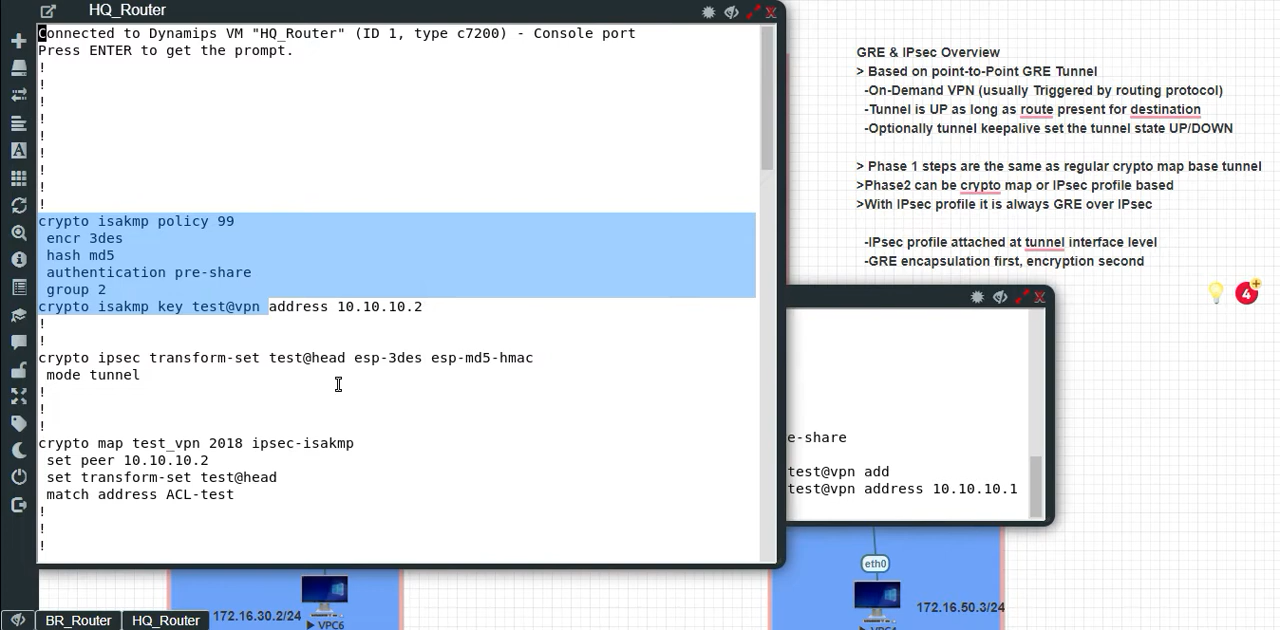 HQ_Router
Connected to Dynamips VM "HQ_Router" (ID 1, type c7200) - Console port
Press ENTER to get the prompt.
!
!
!
!
!
!
!
!
!
crypto isakmp policy 99
encr 3des
hash md5
authentication pre-share
group 2
crypto isakmp key test@vpn address 10.10.10.2
!
!
crypto ipsec transform-set test@head esp-3des esp-md5-hmac
mode tunnel
!
!
!
crypto map test_vpn 2018 ipsec-isakmp
set peer 10.10.10.2
set transform-set test@head
match address ACL-test
!
!
!
GRE & IPsec Overview
> Based on point-to-Point GRE Tunnel
-On-Demand VPN (usually Triggered by routing protocol)
-Tunnel is UP as long as route present for destination
-Optionally tunnel keepalive set the tunnel state UP/DOWN
> Phase 1 steps are the same as regular crypto map base tunnel
>Phase2 can be crypto map or IPsec profile based
>With IPsec profile it is always GRE over IPsec
-IPsec profile attached at tunnel interface level
-GRE encapsulation first, encryption second
4
e-share
test@vpn add
test@vpn address 10.10.10.1
eth0
172.16.30.2/24
VPC6
172.16.50.3/24
BR_Router
HQ_Router